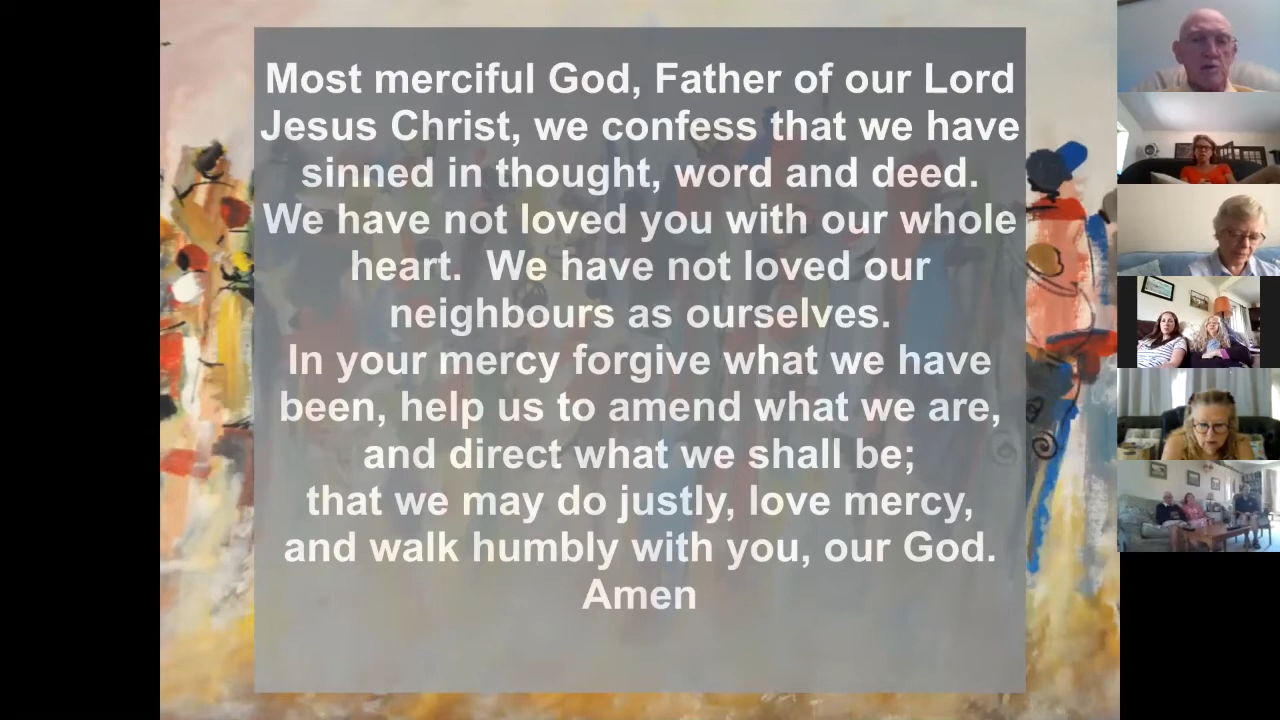 Most merciful God, Father of our Lord
Jesus Christ, we confess that we have
sinned in thought, word and deed.
We have not loved you with our whole
heart.  We have not loved our
neighbours as ourselves.
In your mercy forgive what we have
been, help us to amend what we are,
and direct what we shall be;
that we may do justly, love mercy,
and walk humbly with you, our God.
Amen